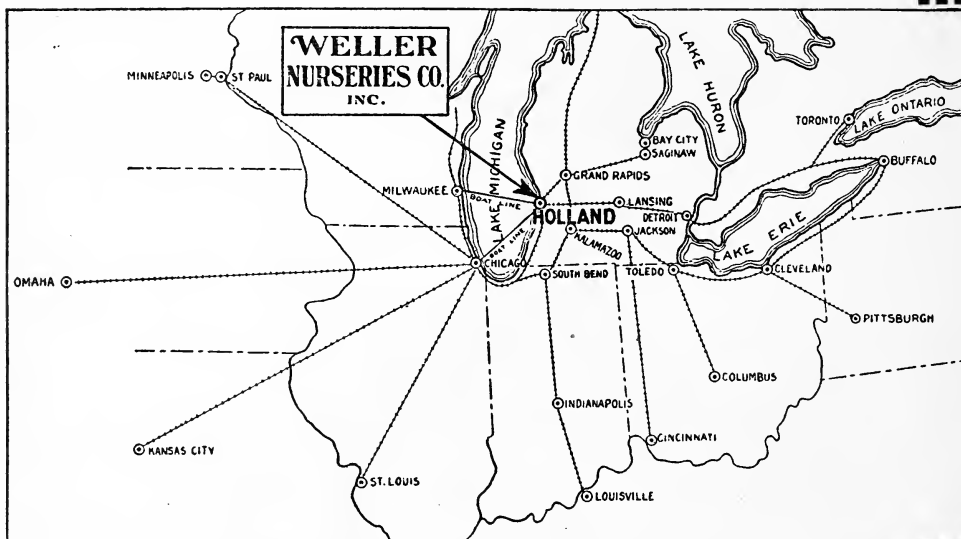 WELLER
NURSERIES CO.
INC.
MINNEAPOLIS
ST PAUL
LAKE MICHIGAN
LAKE HURON
LAKE ONTARIO
TORONTO
BAY CITY
SAGINAW
BUFFALO
GRAND RAPIDS
MILWAUKEE
BOAT LINE
HOLLAND
LANSING
DETROIT
JACKSON
KALAMAZOO
LAKE ERIE
BOAT LINE
CHICAGO
SOUTH BEND
TOLEDO
CLEVELAND
OMAHA
PITTSBURGH
COLUMBUS
INDIANAPOLIS
CINCINNATI
KANSAS CITY
ST. LOUIS
LOUISVILLE